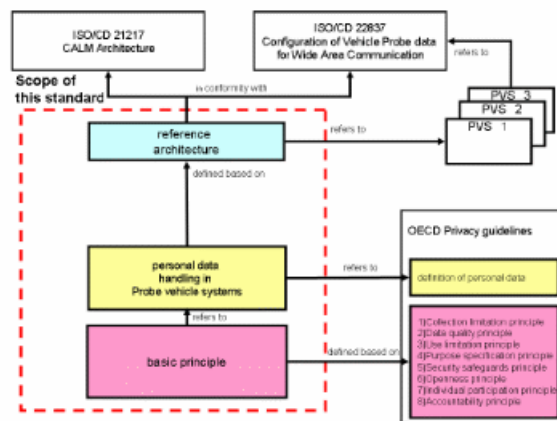 ISO/CD 21217
CALM Architecture
ISO/CD 22837
Configuration of Vehicle Probe data
for Wide Area Communication
refers to
Scope of
this standard
in conformity with
PVS 3
PVS 2
PVS 1
reference
architecture
refers to
defined based on
OECD Privacy guidelines
personal data
handling in
Probe vehicle systems
refers to
definition of personal data
refers to
basic principle
defined based on
1)Collection limitation principle
2)Data quality principle
3)Use limitation principle
4)Purpose specification principle
5)Security safeguards principle
6)Openness principle
7)Individual participation principle
8)Accountability principle